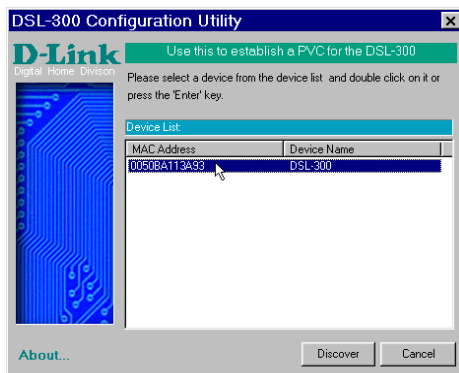 DSL-300 Configuration Utility
D-Link
Digital Home Divison
Use this to establish a PVC for the DSL-300
Please select a device from the device list and double click on it or
press the 'Enter' key.
Device List:
MAC Address Device Name
0050BA113A93 DSL-300
About... Discover Cancel